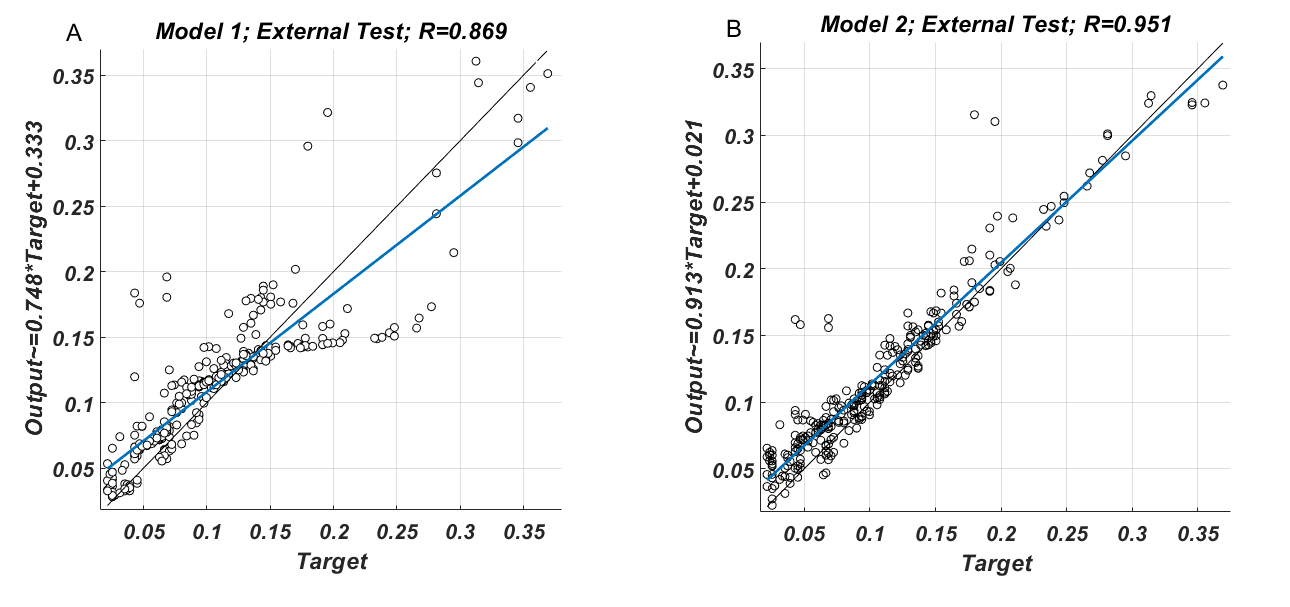 A
Model 1; External Test; R=0.869
Output~=0.748*Target+0.333
0.35
0.3
0.25
0.2
0.15
0.1
0.05
0.05 0.1 0.15 0.2 0.25 0.3 0.35
Target
B
Model 2; External Test; R=0.951
Output~=0.913*Target+0.021
0.35
0.3
0.25
0.2
0.15
0.1
0.05
0.05 0.1 0.15 0.2 0.25 0.3 0.35
Target